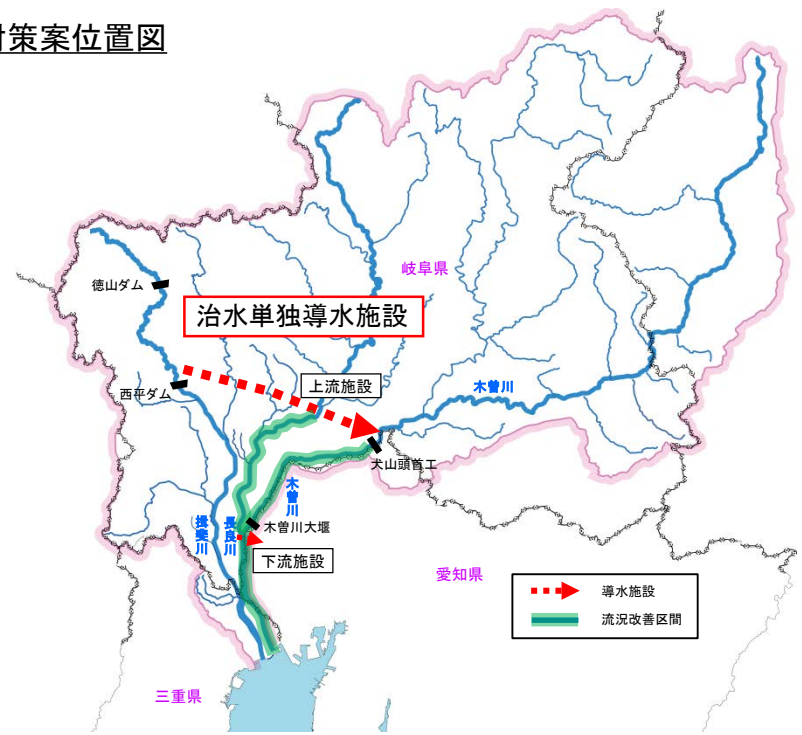 対策案位置図
岐阜県
徳山ダム
治水単独導水施設
西平ダム
上流施設
木曽川
犬山頭首工
木曽川
揖斐川
長良川
木曽川大堰
下流施設
愛知県
導水施設
流況改善区間
三重県